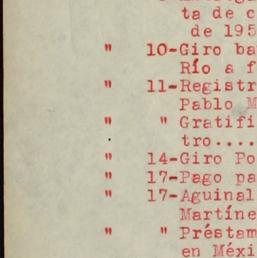 ta de c
de 195
" 10-Giro ba
Río a f
" 11-Registr
Pablo M
" " Gratifi
tro....
" 14-Giro Po
" 17-Pago pa
" 17-Aguinal
Martíne
" " Préstam
en Méxi